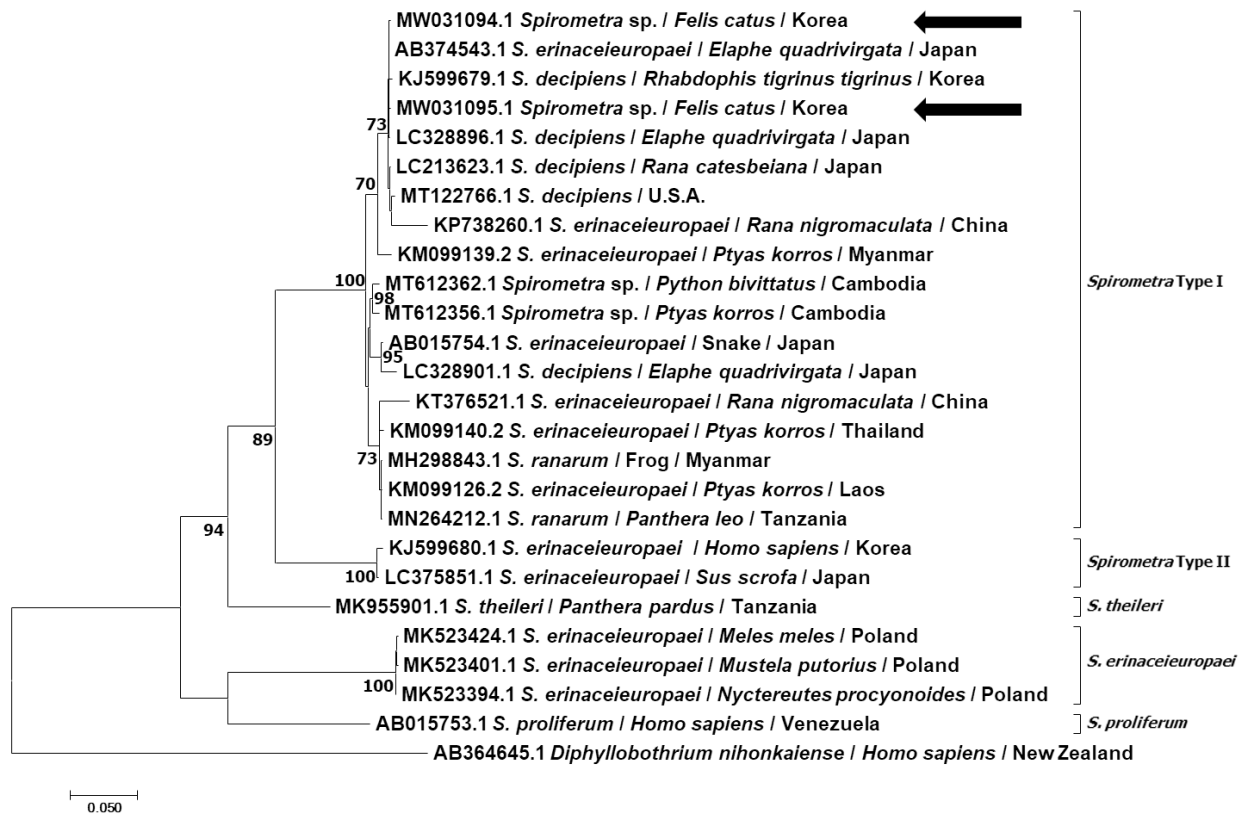 MW031094.1 Spirometra sp. / Felis catus / Korea
AB374543.1 S. erinaceieuropaei / Elaphe quadrivirgata / Japan
KJ599679.1 S. decipiens / Rhabdophis tigrinus tigrinus / Korea
MW031095.1 Spirometra sp. / Felis catus / Korea
73
LC328896.1 S. decipiens / Elaphe quadrivirgata / Japan
LC213623.1 S. decipiens / Rana catesbeiana / Japan
70
MT122766.1 S. decipiens / U.S.A.
KP738260.1 S. erinaceieuropaei / Rana nigromaculata / China
KM099139.2 S. erinaceieuropaei / Ptyas korros / Myanmar
100
MT612362.1 Spirometra sp. / Python bivittatus / Cambodia
Spirometra Type I
98
MT612356.1 Spirometra sp. / Ptyas korros / Cambodia
AB015754.1 S. erinaceieuropaei / Snake / Japan
95
LC328901.1 S. decipiens / Elaphe quadrivirgata / Japan
KT376521.1 S. erinaceieuropaei / Rana nigromaculata / China
KM099140.2 S. erinaceieuropaei / Ptyas korros / Thailand
89
73
MH298843.1 S. ranarum / Frog / Myanmar
KM099126.2 S. erinaceieuropaei / Ptyas korros / Laos
MN264212.1 S. ranarum / Panthera leo / Tanzania
94
KJ599680.1 S. erinaceieuropaei / Homo sapiens / Korea
Spirometra Type II
100
LC375851.1 S. erinaceieuropaei / Sus scrofa / Japan
MK955901.1 S. theileri / Panthera pardus / Tanzania
S. theileri
MK523424.1 S. erinaceieuropaei / Meles meles / Poland
MK523401.1 S. erinaceieuropaei / Mustela putorius / Poland
S. erinaceieuropaei
100
MK523394.1 S. erinaceieuropaei / Nyctereutes procyonoides / Poland
AB015753.1 S. proliferum / Homo sapiens / Venezuela
S. proliferum
AB364645.1 Diphyllobothrium nihonkaiense / Homo sapiens / New Zealand
0.050